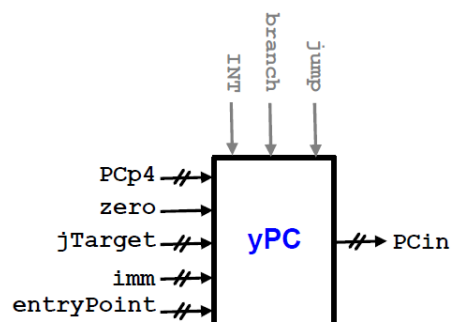 INT
branch
jump
PCp4
zero
jTarget
imm
entryPoint
yPC
PCin